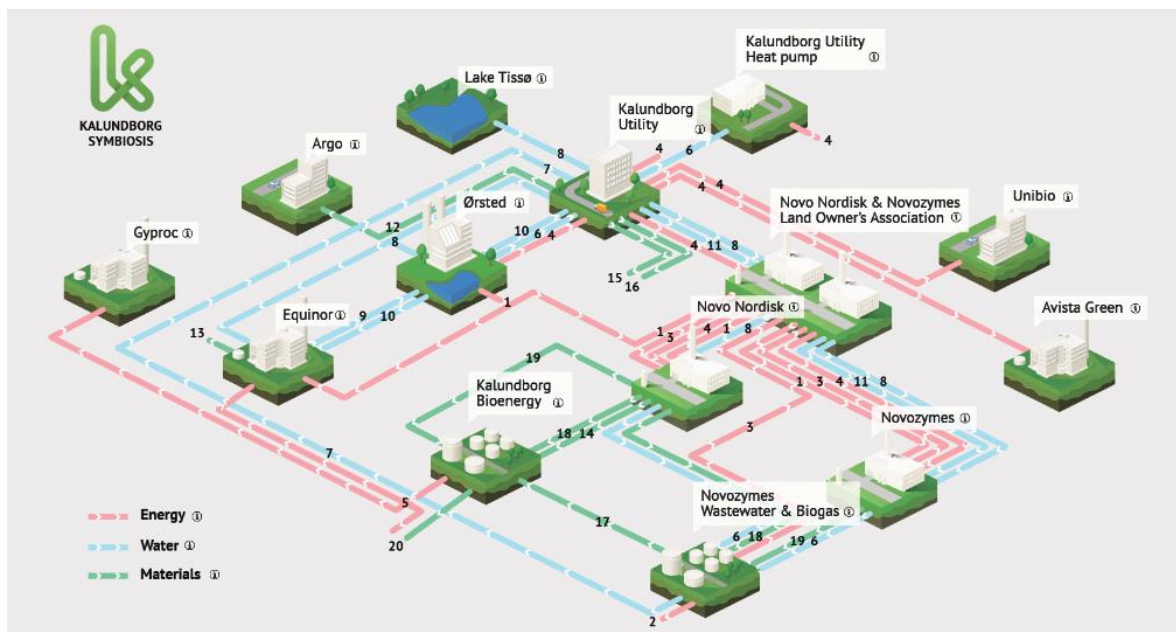 KALUNDBORG
SYMBIOSIS
Lake Tissø
Kalundborg Utility
Heat pump
Kalundborg
Utility
4
6
4
8
7
4
4
Argo
12
8
Ørsted
10 6 4
Novo Nordisk & Novozymes
Land Owner's Association
Unibio
4 11 8
15
16
Gyproc
1
13
Equinor
9 10
Novo Nordisk
1 3 4 1 8
Avista Green
19
Kalundborg
Bioenergy
1 3 4 11 8
18 14
3
Novozymes
7
5
Novozymes
Wastewater & Biogas
17
6 18 19 6
20
2
Energy
Water
Materials